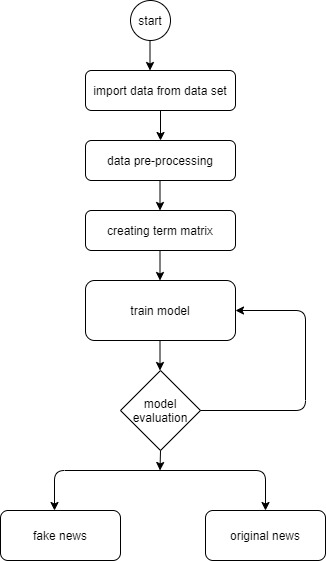 start
import data from data set
data pre-processing
creating term matrix
train model
model
evaluation
fake news
original news